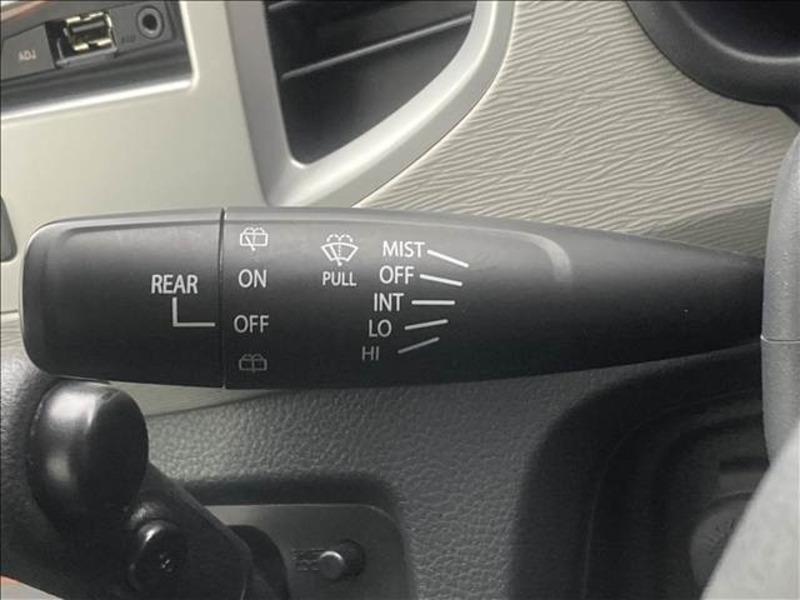 REAR
ON
OFF
PULL
MIST
OFF
INT
LO
HI